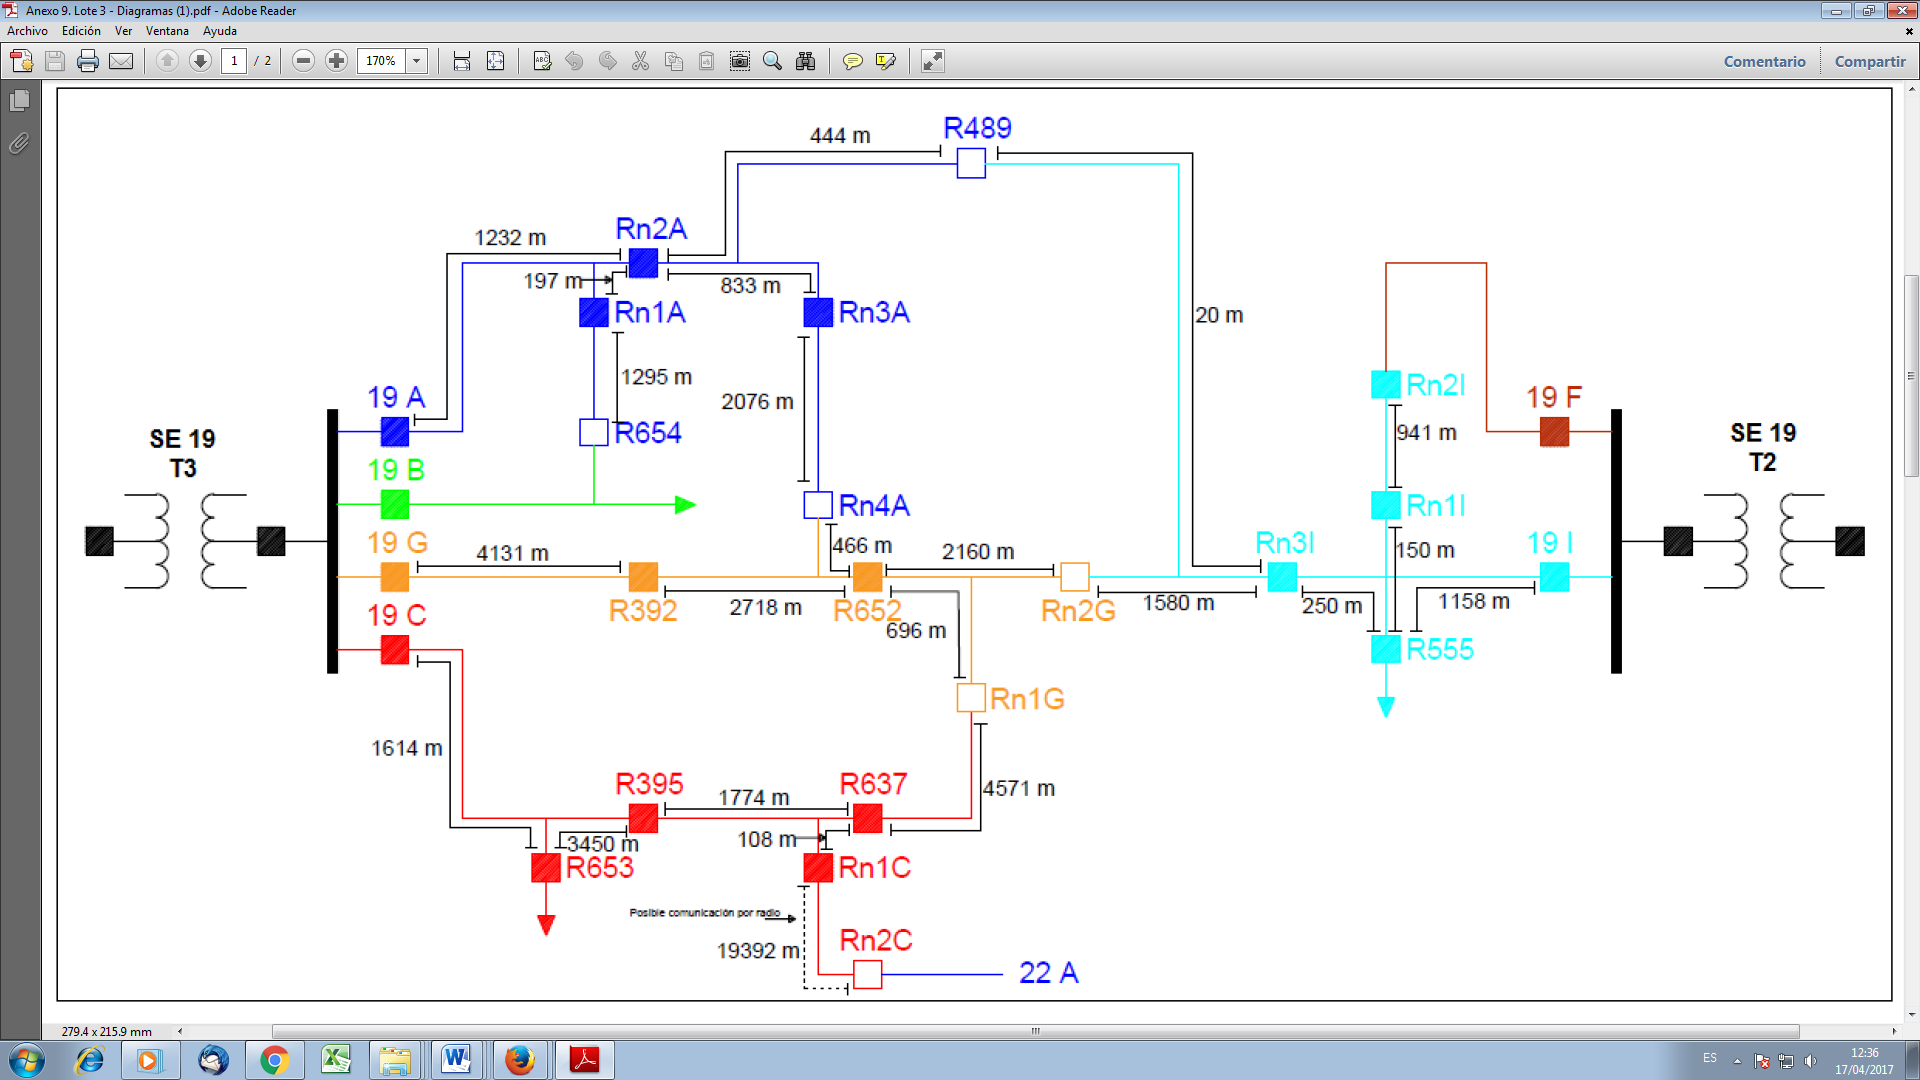 Anexo 9. Lote 3 - Diagramas (1).pdf - Adobe Reader
Archivo Edición Ver Ventana Ayuda
1 / 2 170% Comentario Compartir
444 m
R489
Rn2A
1232 m
197 m
833 m
Rn1A
Rn3A
20 m
1295 m
2076 m
Rn2I
19 A
19 F
R654
941 m
SE 19
T3
SE 19
T2
19 B
Rn4A
Rn1I
19 G
4131 m
466 m
2160 m
Rn3I
150 m
19 I
R392
2718 m
R652
Rn2G
1580 m
250 m
1158 m
19 C
696 m
R555
Rn1G
1614 m
R395
1774 m
R637
4571 m
108 m
3450 m
R653
Rn1C
Posible comunicación por radio
19392 m
Rn2C
22 A
279.4 x 215.9 mm
ES
12:36
17/04/2017